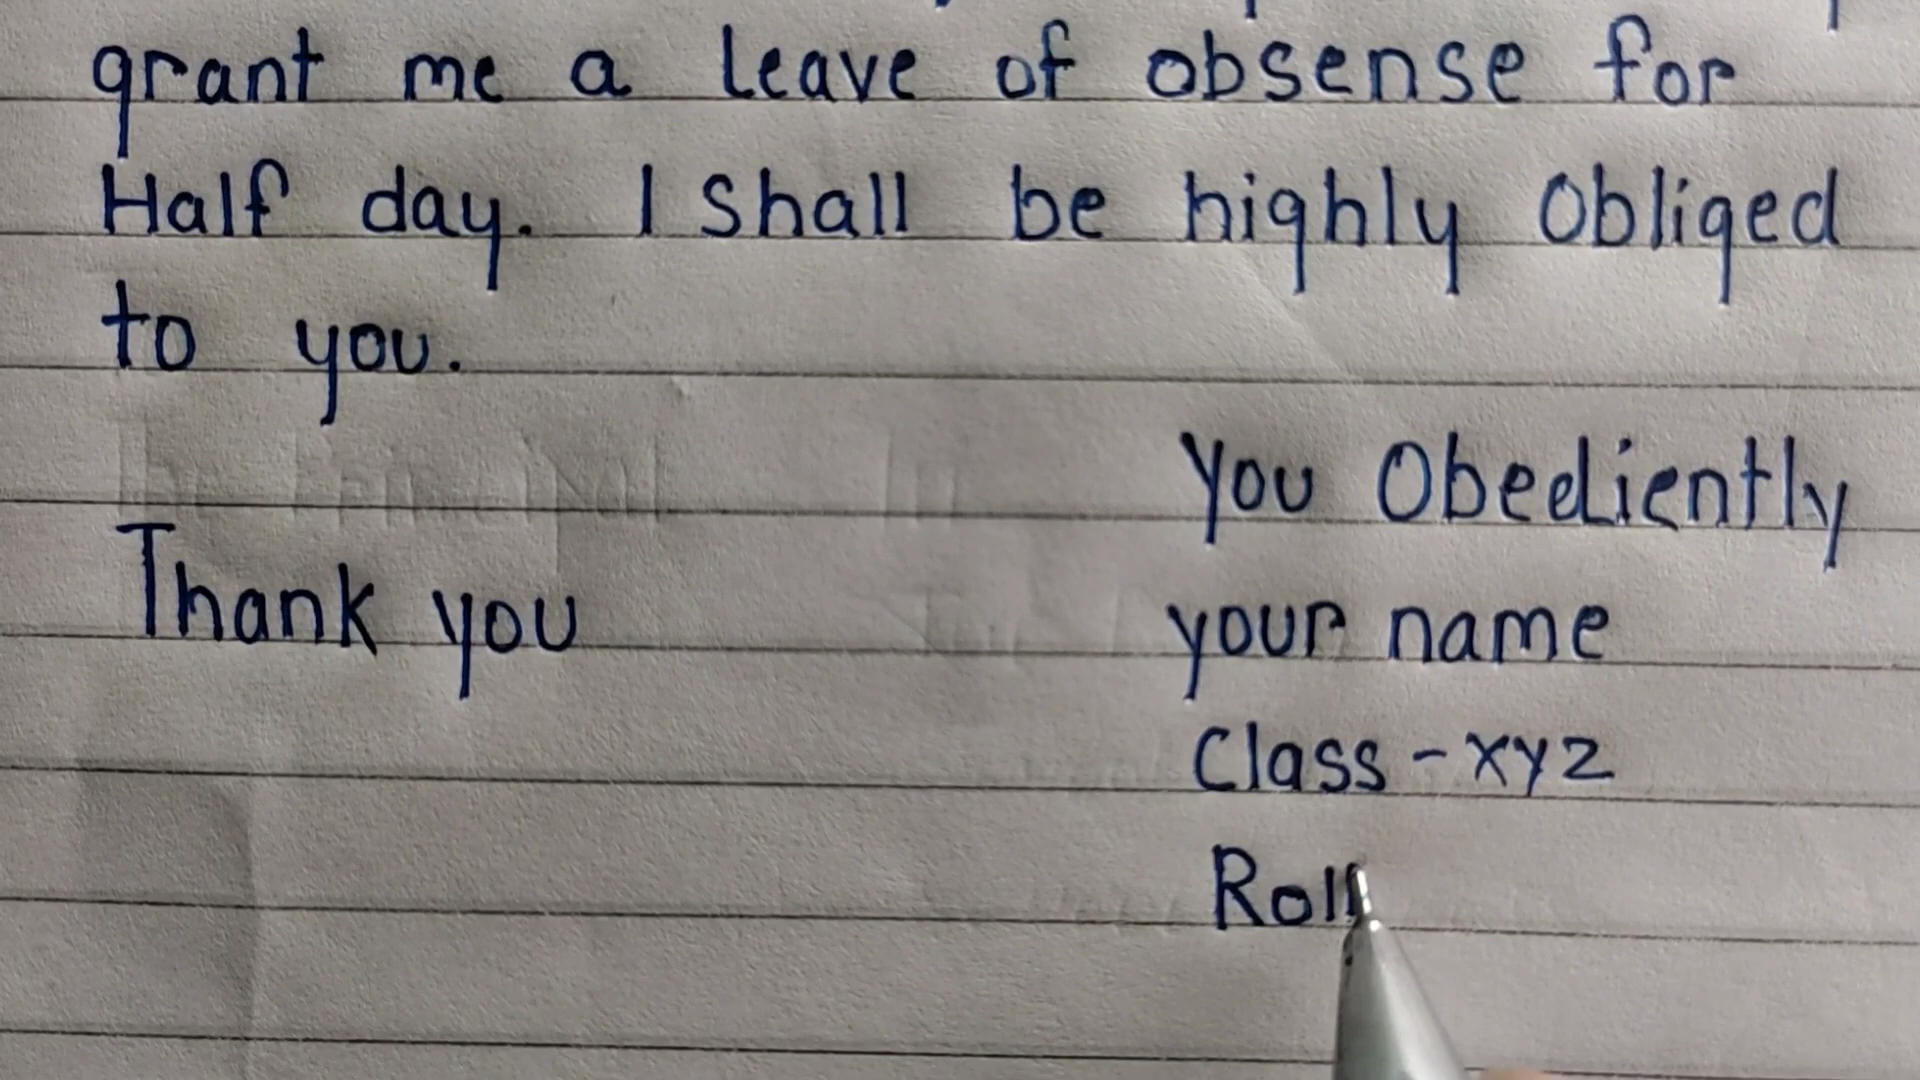 grant me a leave of obsense for
Half day. I shall be highly Obliged
to you.
you Obediently
Thank you
your name
Class - xyz
Roll